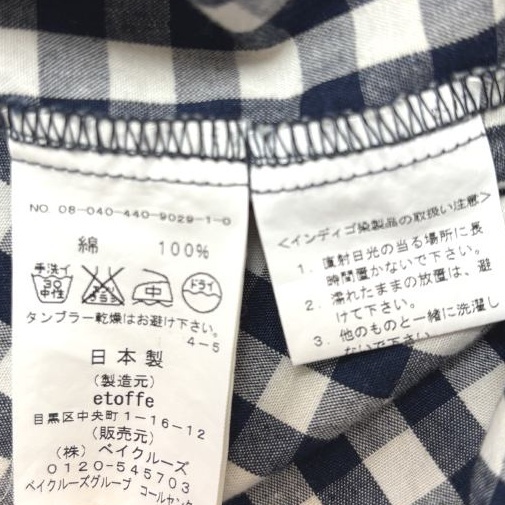 NO. 08-040-440-9029-1-0
綿 100%
手洗イ
30
中性
エンソ
サラシ
中
ドライ
タンブラー乾燥はお避け下さい。
4-5
日本製
(製造元)
etoffe
目黒区中央町1-16-12
(販売元)
(株)ベイクルーズ
0120-545703
ベイクルーズグループ コールセンタ
<インディゴ染製品の取扱い注意>
1. 直射日光の当る場所に長
時間置かないで下さい。
2. 濡れたままの放置は、避
けて下さい。
3. 他のものと一緒に洗濯し
ないで下さい。